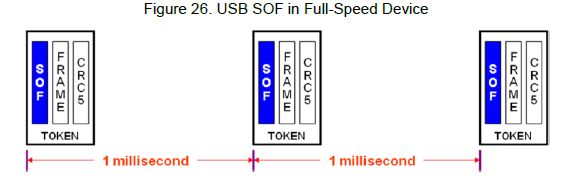 Figure 26. USB SOF in Full-Speed Device
SOF FRAME CRC5 SOF FRAME CRC5 SOF FRAME CRC5
TOKEN TOKEN TOKEN
1 millisecond 1 millisecond